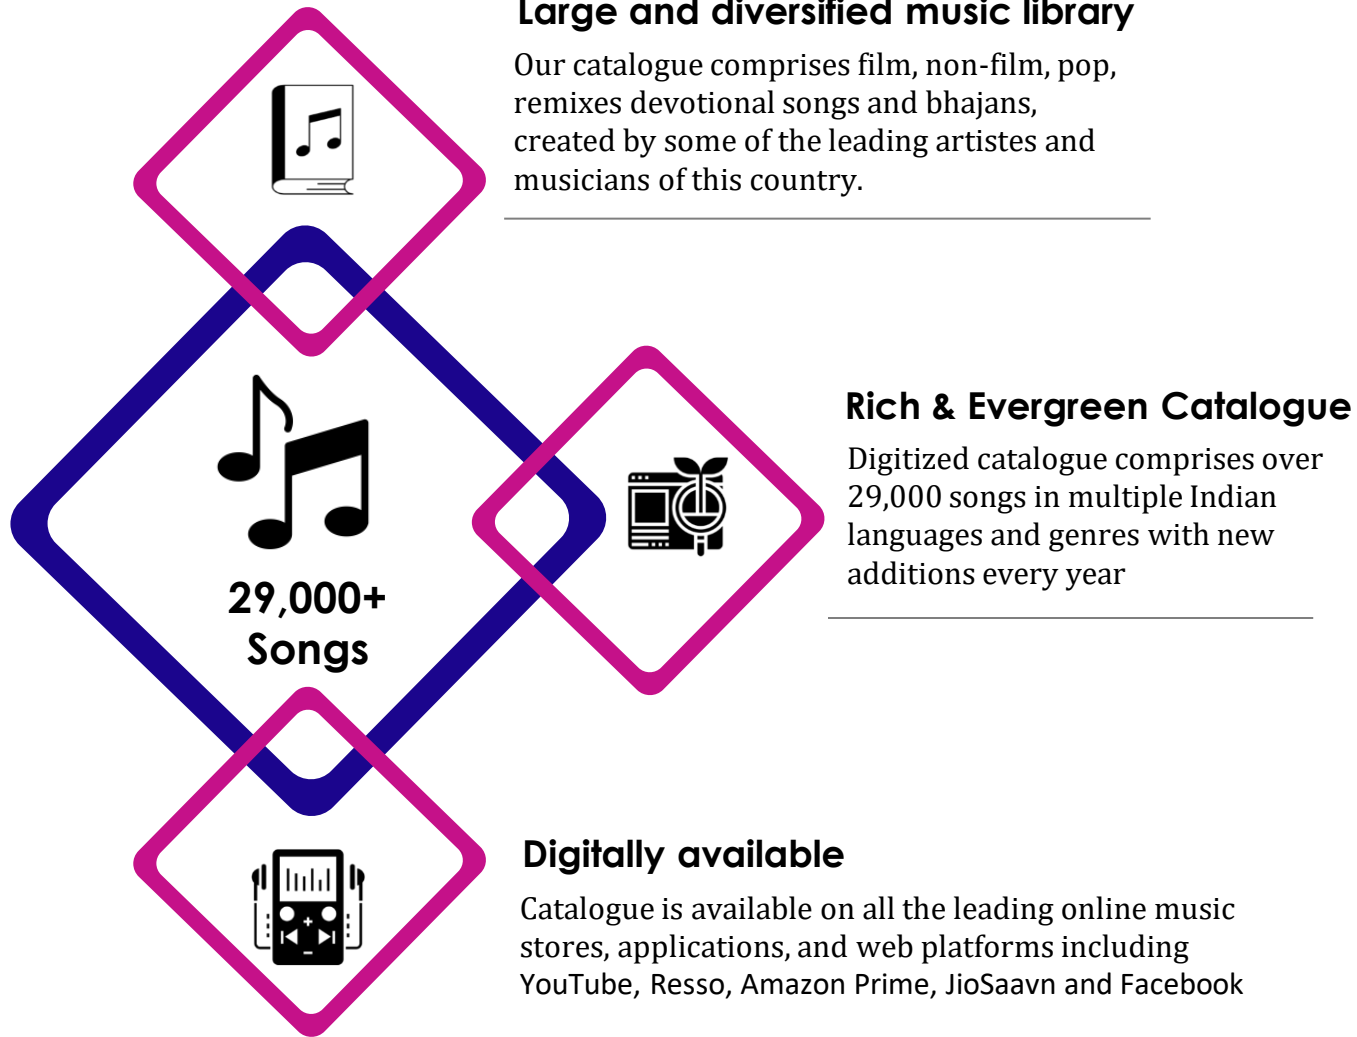 Large and diversified music library
Our catalogue comprises film, non-film, pop,
remixes devotional songs and bhajans,
created by some of the leading artistes and
musicians of this country.
29,000+
Songs
Rich & Evergreen Catalogue
Digitized catalogue comprises over
29,000 songs in multiple Indian
languages and genres with new
additions every year
Digitally available
Catalogue is available on all the leading online music
stores, applications, and web platforms including
YouTube, Resso, Amazon Prime, JioSaavn and Facebook